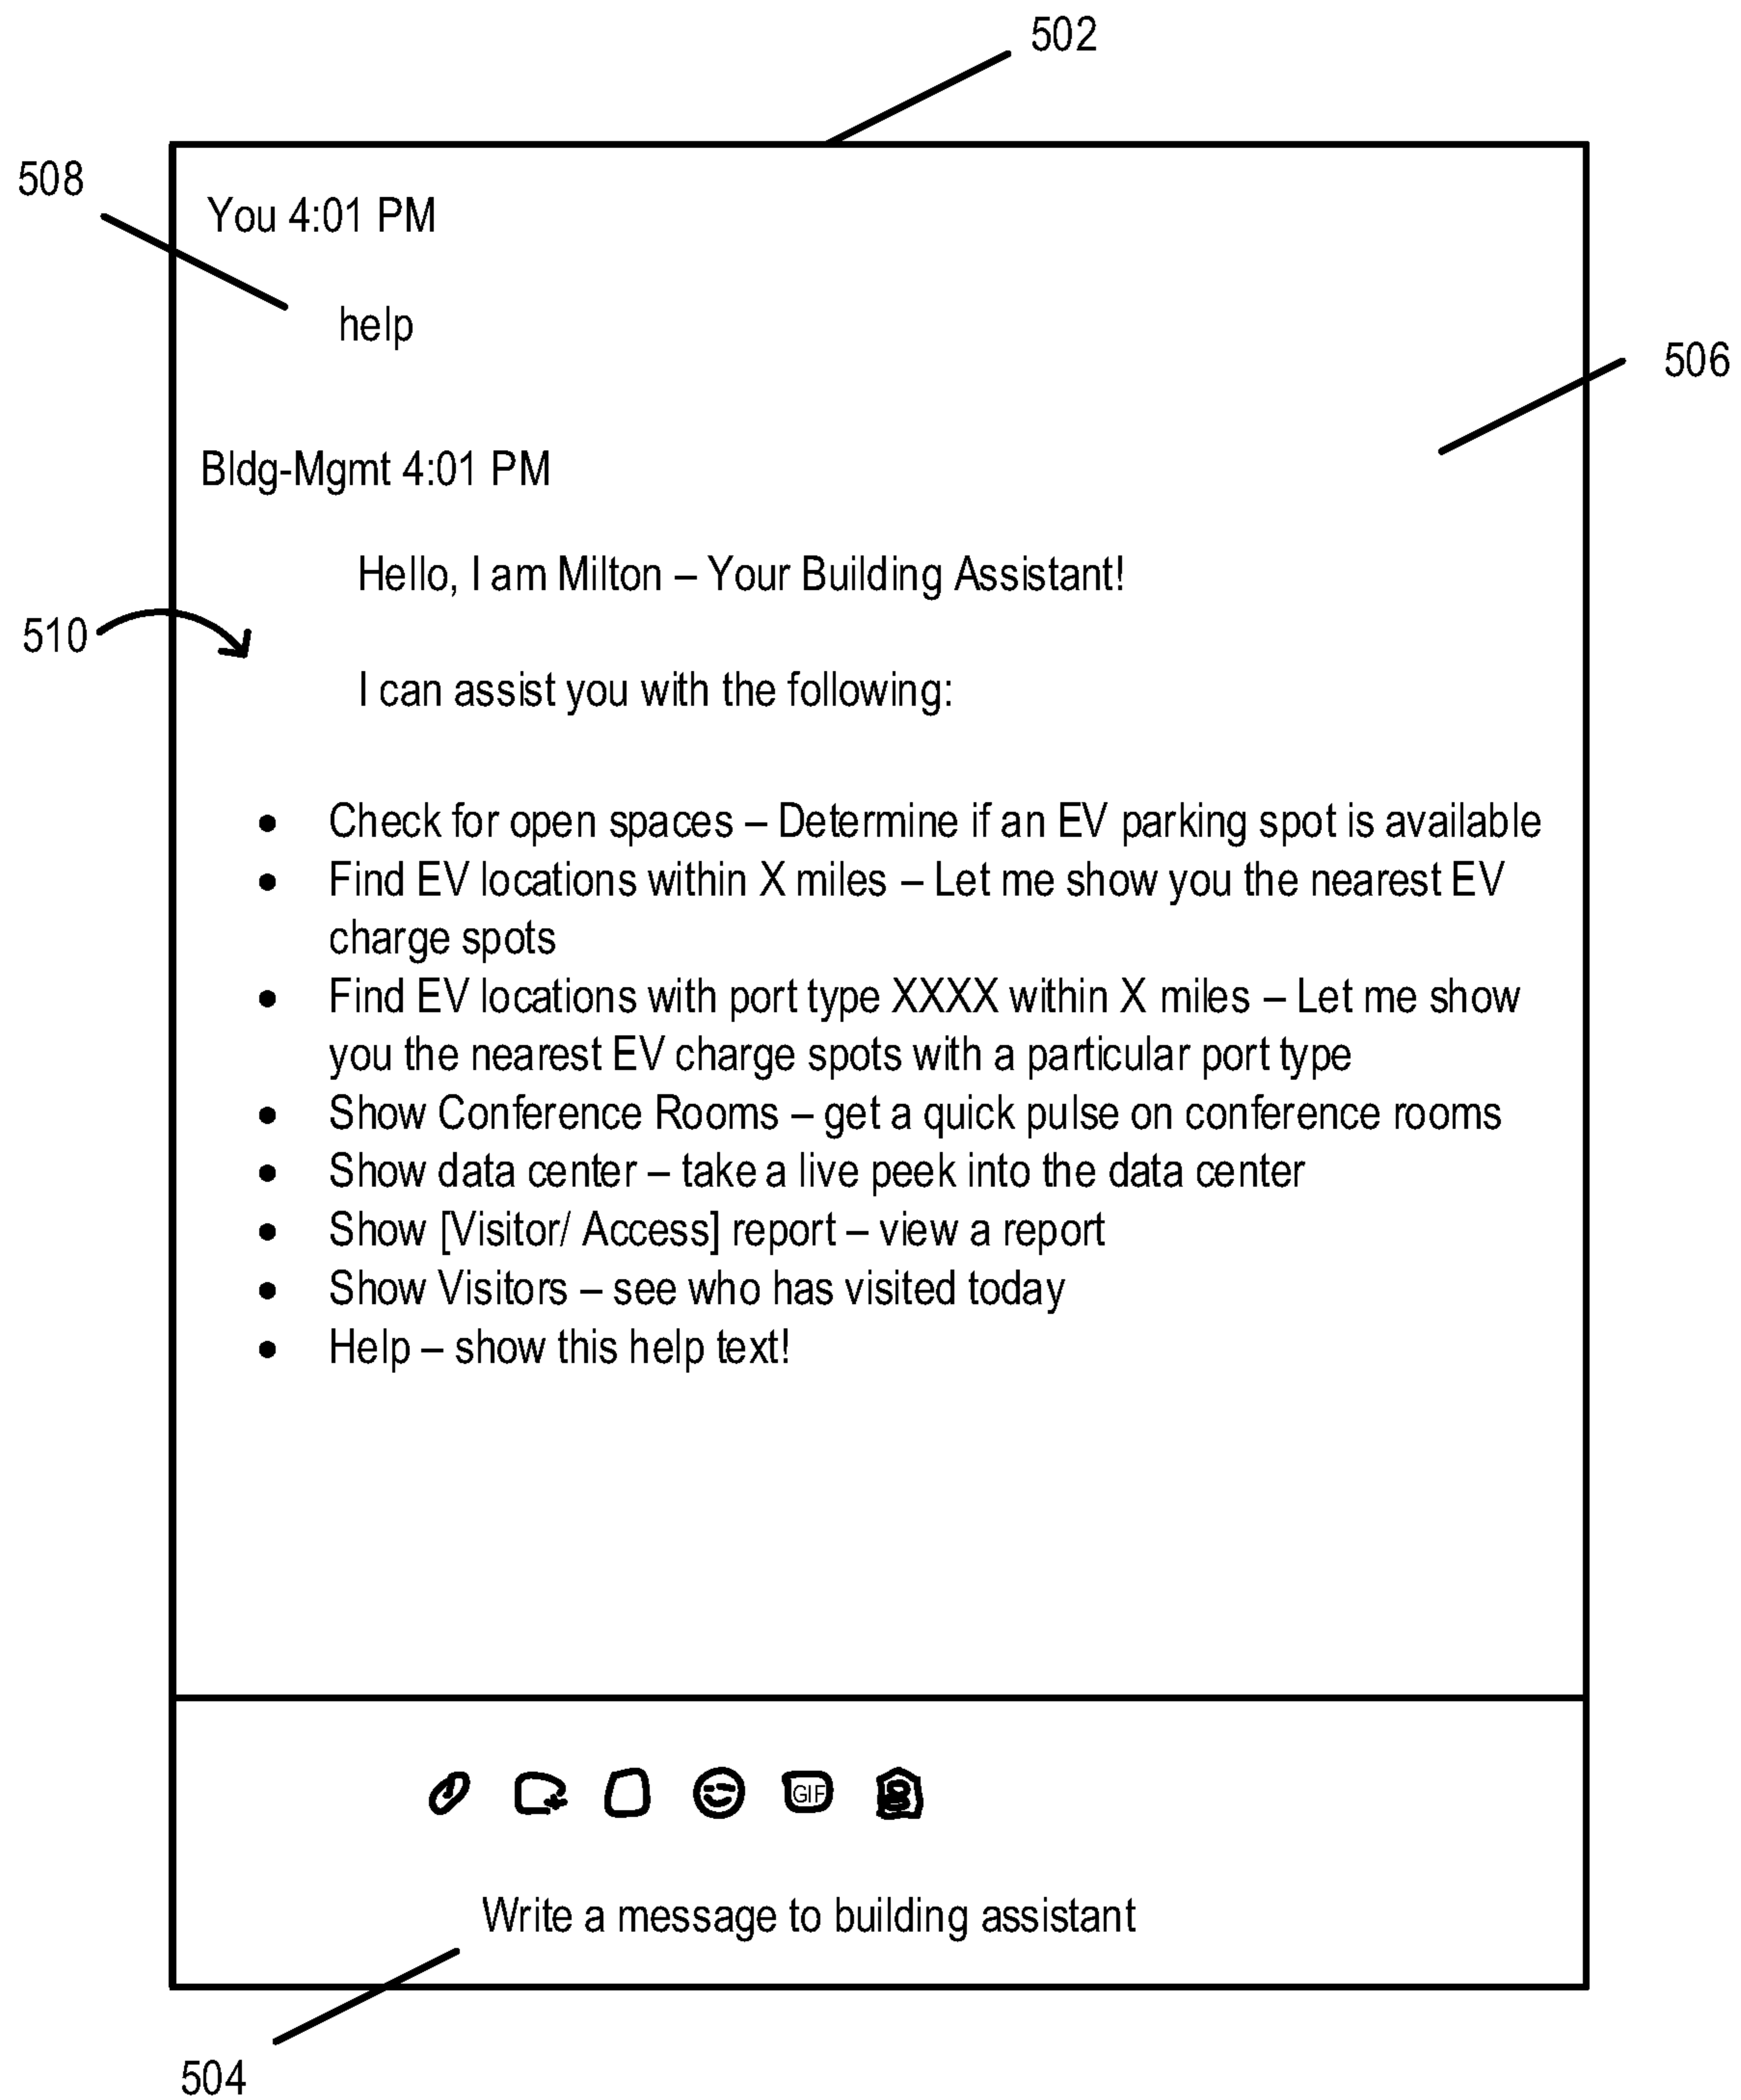 502
508
You 4:01 PM
help
506
Bldg-Mgmt 4:01 PM
Hello, I am Milton – Your Building Assistant!
510
I can assist you with the following:
• Check for open spaces – Determine if an EV parking spot is available
• Find EV locations within X miles – Let me show you the nearest EV
charge spots
• Find EV locations with port type XXXX within X miles – Let me show
you the nearest EV charge spots with a particular port type
• Show Conference Rooms – get a quick pulse on conference rooms
• Show data center – take a live peek into the data center
• Show [Visitor/ Access] report – view a report
• Show Visitors – see who has visited today
• Help – show this help text!
GIF
Write a message to building assistant
504